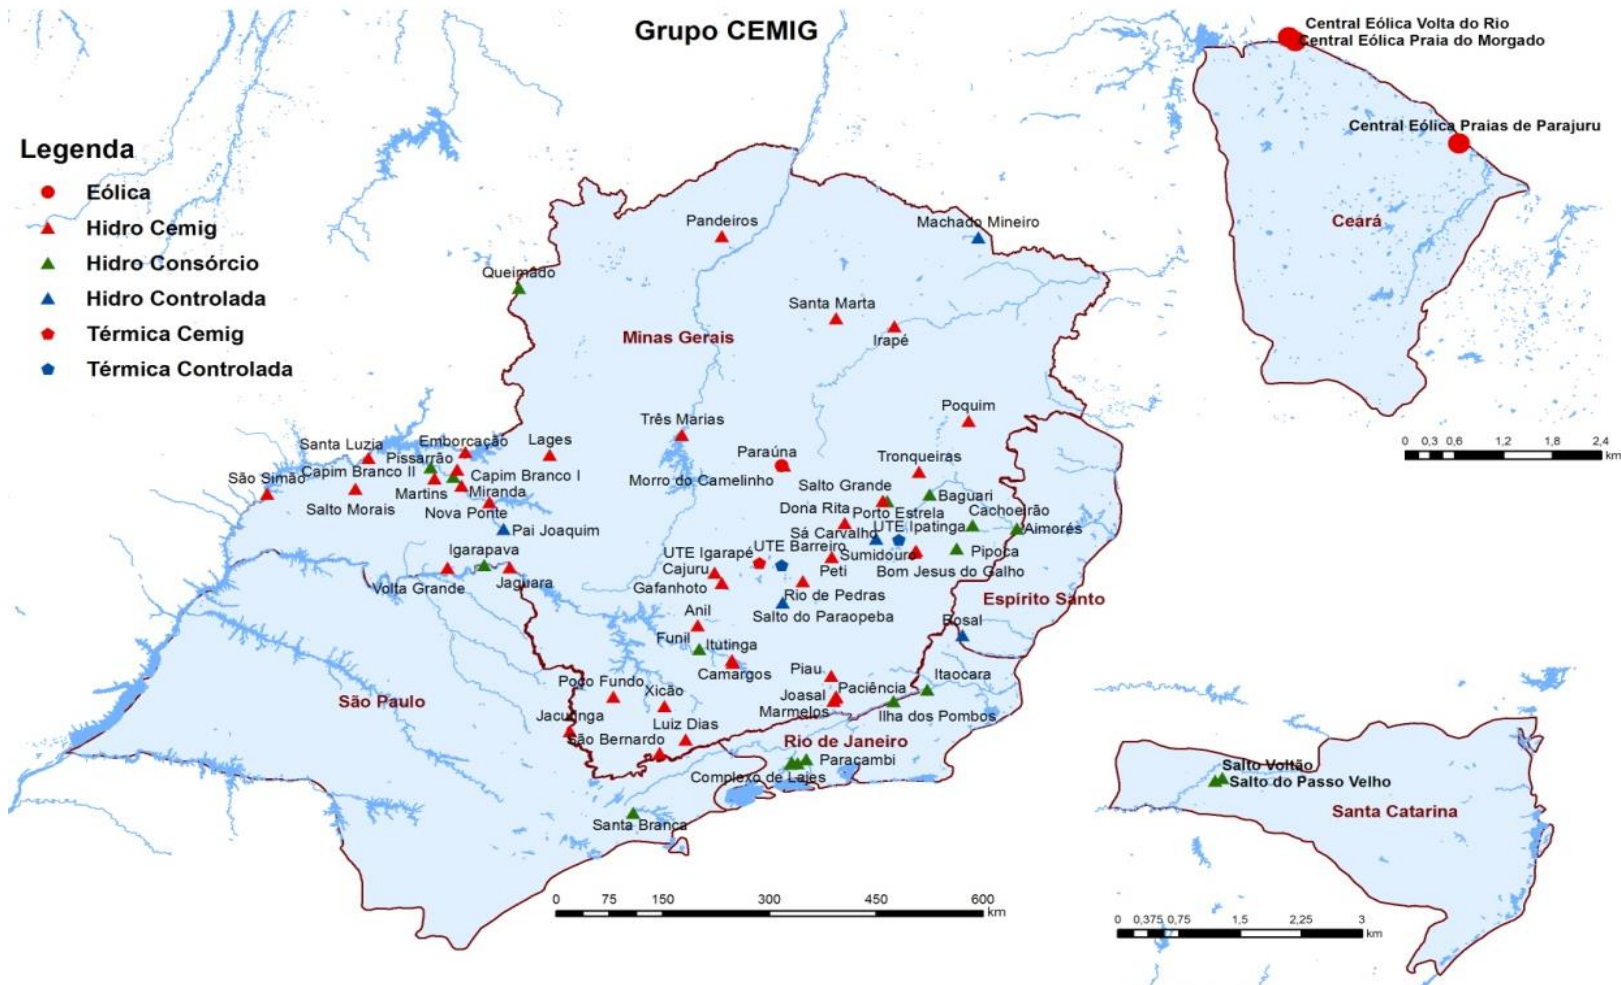 Grupo CEMIG
Central Eólica Volta do Rio
Central Eólica Praia do Morgado
Central Eólica Praias de Parajuru
Legenda
Eólica
Hidro Cemig
Hidro Consórcio
Hidro Controlada
Térmica Cemig
Térmica Controlada
Ceará
Pandeiros
Machado Mineiro
Queimado
Santa Marta
Minas Gerais
Irapé
Poquim
Três Marias
0 0,3 0,6 1,2 1,8 2,4
km
Santa Luzia
Emborcação
Lages
Paraúna
Tronqueiras
Pissarrão
São Simão
Capim Branco II
Capim Branco I
Morro do Camelinho
Salto Grande
Martins
Miranda
Baguari
Salto Morais
Nova Ponte
Dona Rita
Porto Estrela
Cachoeirão
Pai Joaquim
Sá Carvalho
UTE Ipatinga
Aimorés
Igarapava
UTE Igarapé
UTE Barreiro
Sumidouro
Pipoca
Cajuru
Peti
Bom Jesus do Galho
Volta Grande
Jaguara
Gafanhoto
Rio de Pedras
Espírito Santo
Anil
Salto do Paraopeba
Rosal
Funil
Itutinga
Camargos
Piau
Itaocara
Poço Fundo
Xicão
Joasal
Paciência
São Paulo
Marmelos
Ilha dos Pombos
Jacutinga
Luiz Dias
São Bernardo
Rio de Janeiro
Paracambi
Complexo de Lajes
Salto Voltão
Salto do Passo Velho
Santa Catarina
Santa Branca
0 75 150 300 450 600
km
0 0,375 0,75 1,5 2,25 3
km